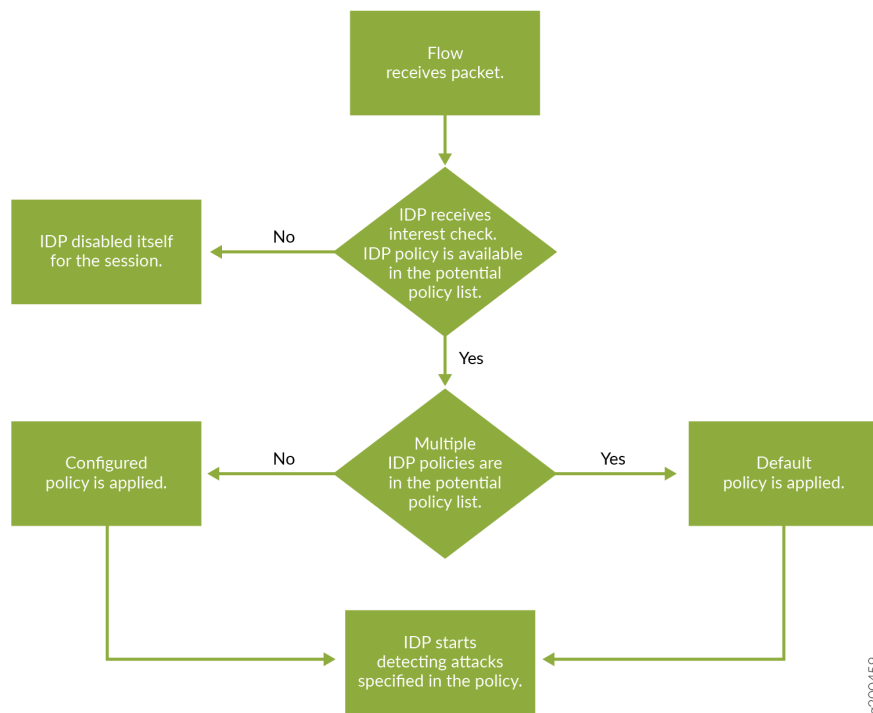 Flow
receives packet.
IDP receives
interest check.
IDP policy is available
in the potential
policy list.
No
IDP disabled itself
for the session.
Yes
Multiple
IDP policies are
in the potential
policy list.
No
Configured
policy is applied.
Yes
Default
policy is applied.
IDP starts
detecting attacks
specified in the policy.